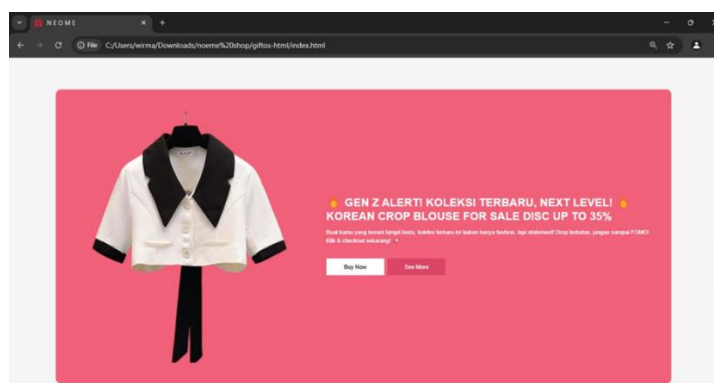 NEOME
File C:/Users/wirma/Downloads/noeme%20shop/giftos-html/index.html
GEN Z ALERT! KOLEKSI TERBARU, NEXT LEVEL!
KOREAN CROP BLOUSE FOR SALE DISC UP TO 35%
Buat kamu yang berani tampil beda, koleksi terbaru ini bukan hanya fashion, tapi statement! Drop terbatas, jangan sampai FOMO!
Klik & checkout sekarang!
Buy Now See More